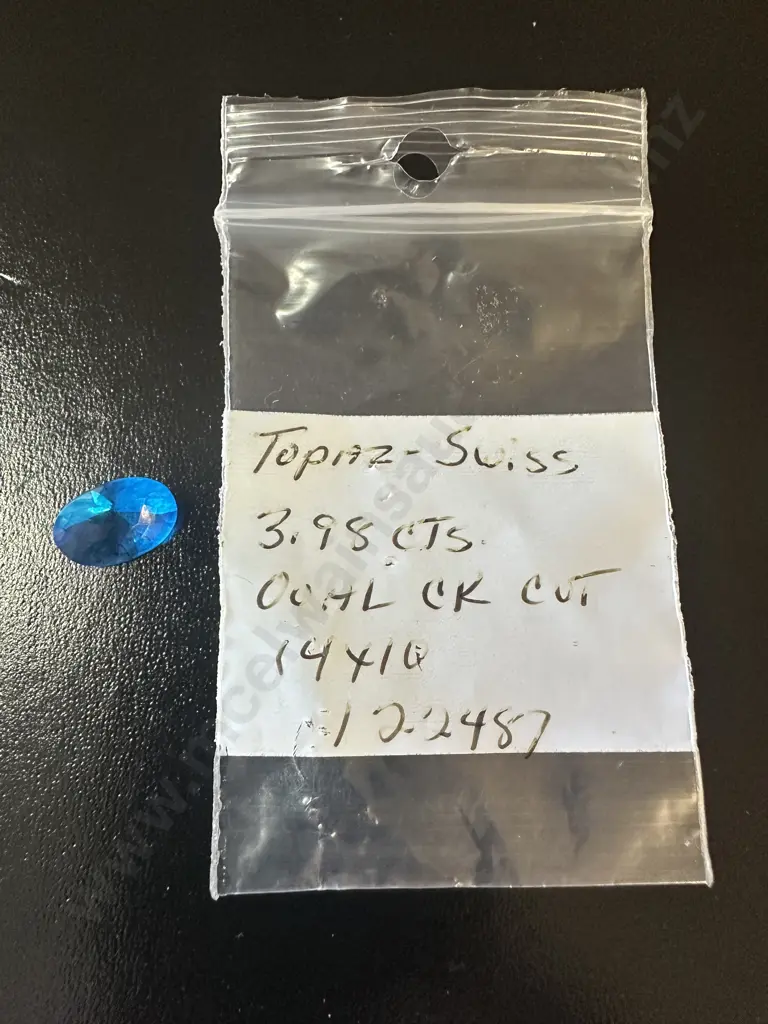 Topaz-Swiss
3.98 CTS.
OVAL CK CUT
14x10
12-2487